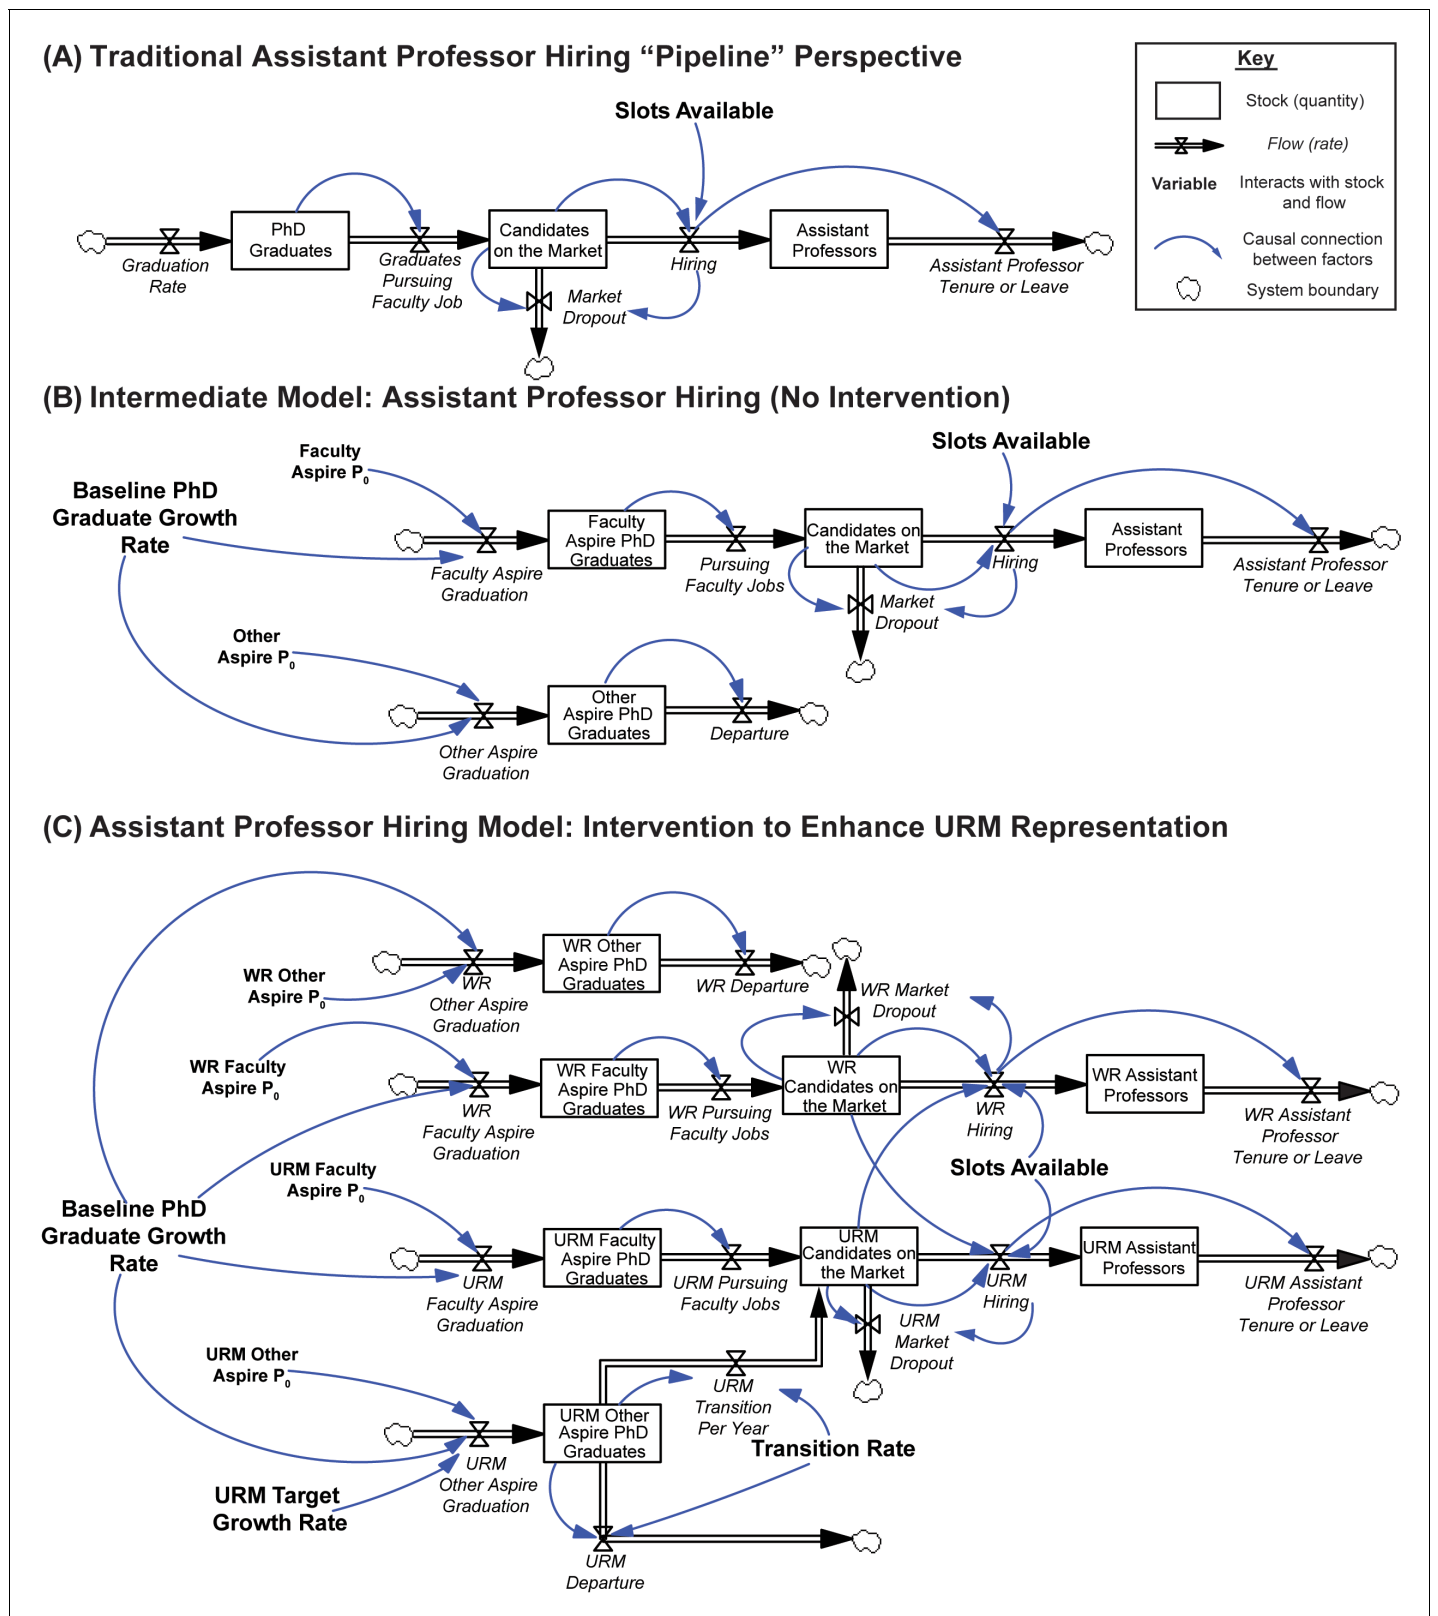 (A) Traditional Assistant Professor Hiring “Pipeline” Perspective
Key
Stock (quantity)
Flow (rate)
Variable
Interacts with stock
and flow
Causal connection
between factors
System boundary
Slots Available
PhD
Graduates
Candidates
on the Market
Assistant
Professors
Graduation
Rate
Graduates
Pursuing
Faculty Job
Market
Dropout
Hiring
Assistant Professor
Tenure or Leave
(B) Intermediate Model: Assistant Professor Hiring (No Intervention)
Slots Available
Faculty
Aspire P0
Baseline PhD
Graduate Growth
Rate
Faculty
Aspire PhD
Graduates
Candidates on
the Market
Assistant
Professors
Faculty Aspire
Graduation
Pursuing
Faculty Jobs
Market
Dropout
Hiring
Assistant Professor
Tenure or Leave
Other
Aspire P0
Other
Aspire PhD
Graduates
Other Aspire
Graduation
Departure
(C) Assistant Professor Hiring Model: Intervention to Enhance URM Representation
WR Other
Aspire P0
WR
Other Aspire
Graduation
WR Other
Aspire PhD
Graduates
WR Departure
WR Market
Dropout
WR Faculty
Aspire P0
WR
Faculty Aspire
Graduation
WR Faculty
Aspire PhD
Graduates
WR Pursuing
Faculty Jobs
WR
Candidates on
the Market
WR
Hiring
WR Assistant
Professors
WR Assistant
Professor
Tenure or Leave
Slots Available
URM Faculty
Aspire P0
Baseline PhD
Graduate Growth
Rate
URM
Faculty Aspire
Graduation
URM Faculty
Aspire PhD
Graduates
URM Pursuing
Faculty Jobs
URM
Candidates on
the Market
URM
Hiring
URM Assistant
Professors
URM Assistant
Professor
Tenure or Leave
URM
Market
Dropout
URM Other
Aspire P0
URM
Other Aspire
Graduation
URM Other
Aspire PhD
Graduates
URM
Transition
Per Year
Transition Rate
URM Target
Growth Rate
URM
Departure